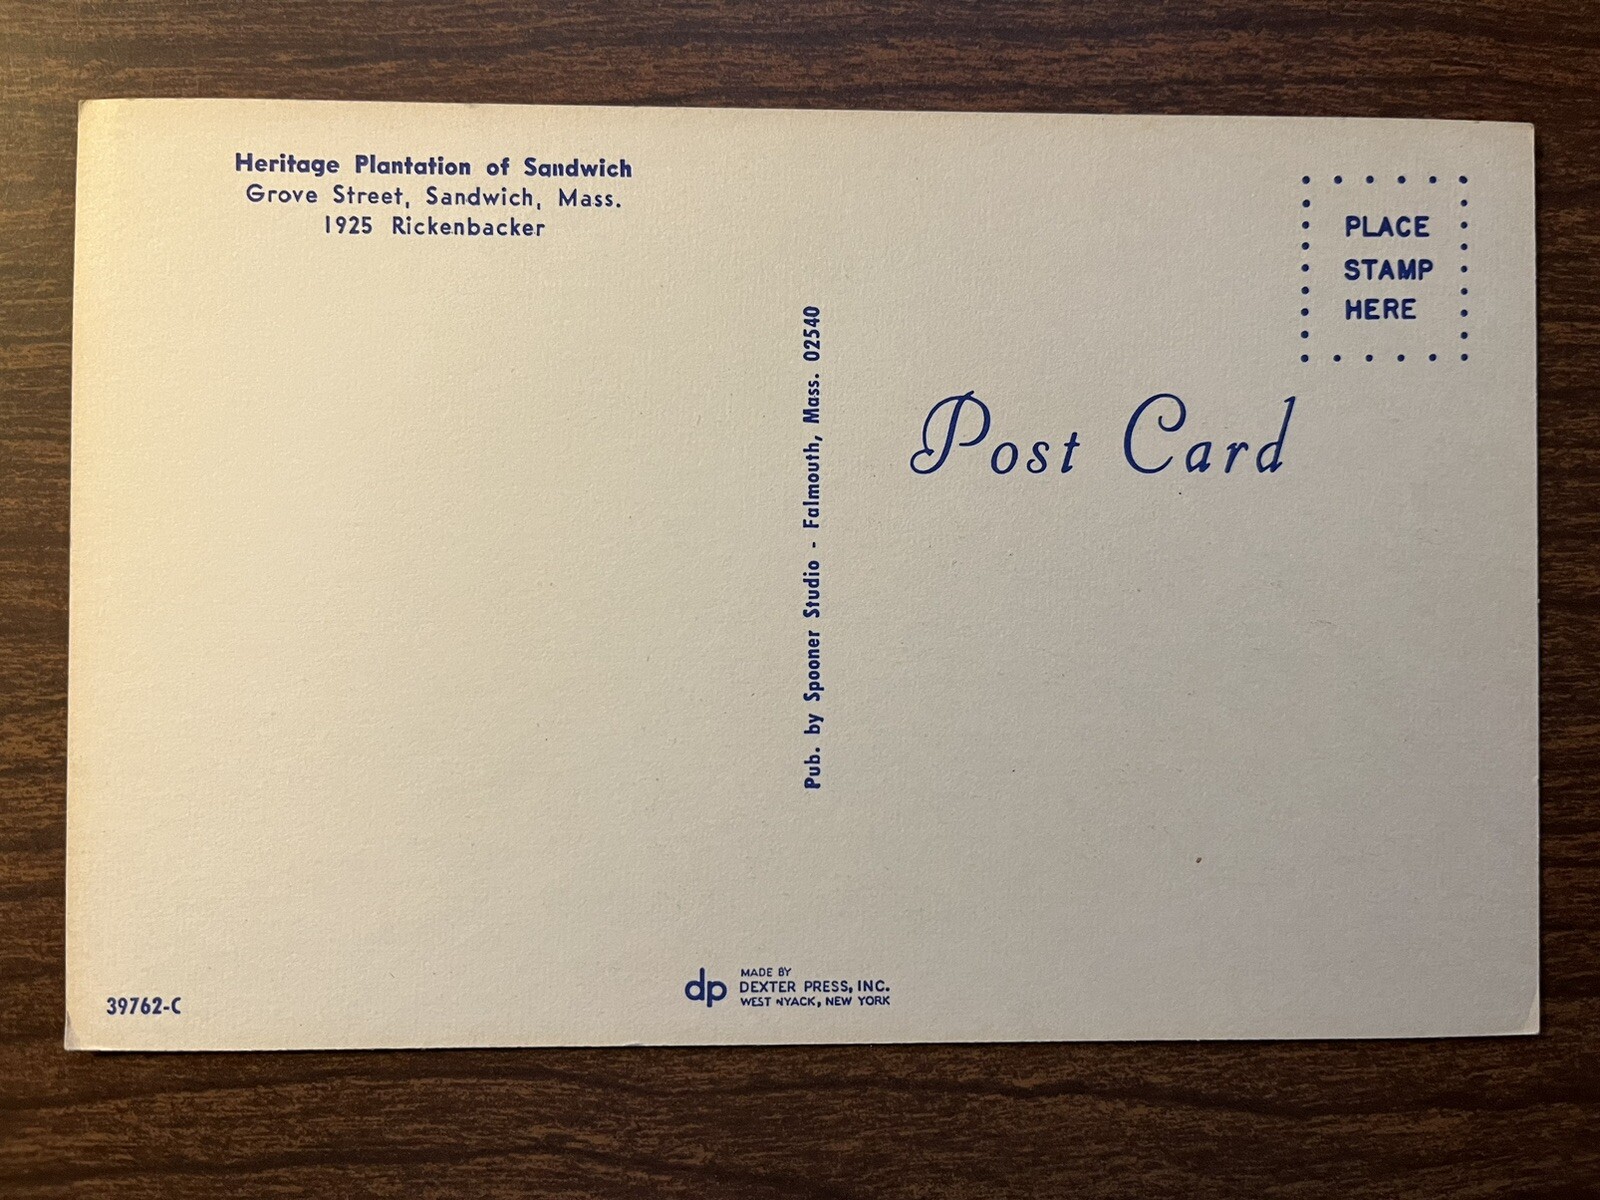 Heritage Plantation of Sandwich
Grove Street, Sandwich, Mass.
1925 Rickenbacker
PLACE
STAMP
HERE
Post Card
Pub. by Spooner Studio - Falmouth, Mass. 02540
39762-C
dp
MADE BY
DEXTER PRESS, INC.
WEST NYACK, NEW YORK